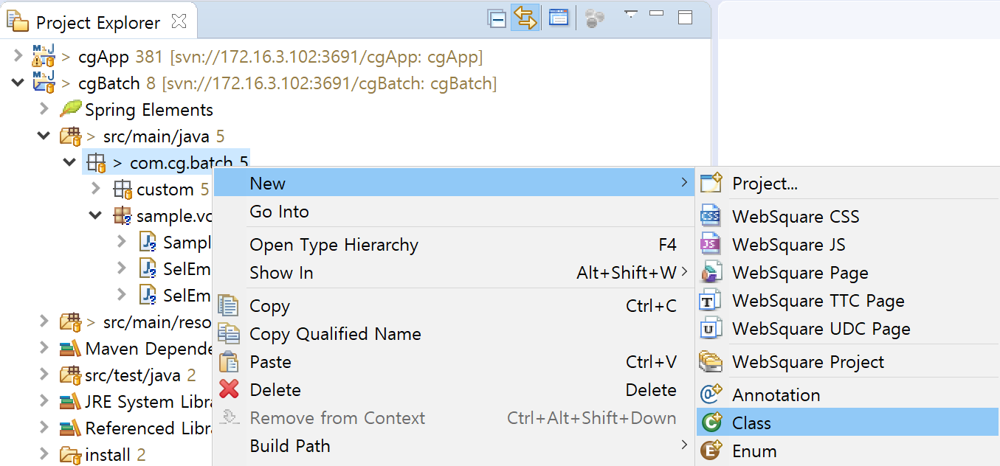 Project Explorer
> cgApp 381 [svn://172.16.3.102:3691/cgApp: cgApp]
> cgBatch 8 [svn://172.16.3.102:3691/cgBatch: cgBatch]
Spring Elements
> src/main/java 5
> com.cg.batch 5
custom 5
sample.vo
Sampl
SelEm
SelEm
> src/main/reso
Maven Depende
src/test/java 2
JRE System Libra
Referenced Libra
install 2
New
Go Into
Open Type Hierarchy F4
Show In Alt+Shift+W
Copy Ctrl+C
Copy Qualified Name
Paste Ctrl+V
Delete Delete
Remove from Context Ctrl+Alt+Shift+Down
Build Path
Project...
WebSquare CSS
WebSquare JS
WebSquare Page
WebSquare TTC Page
WebSquare UDC Page
WebSquare Project
Annotation
Class
Enum